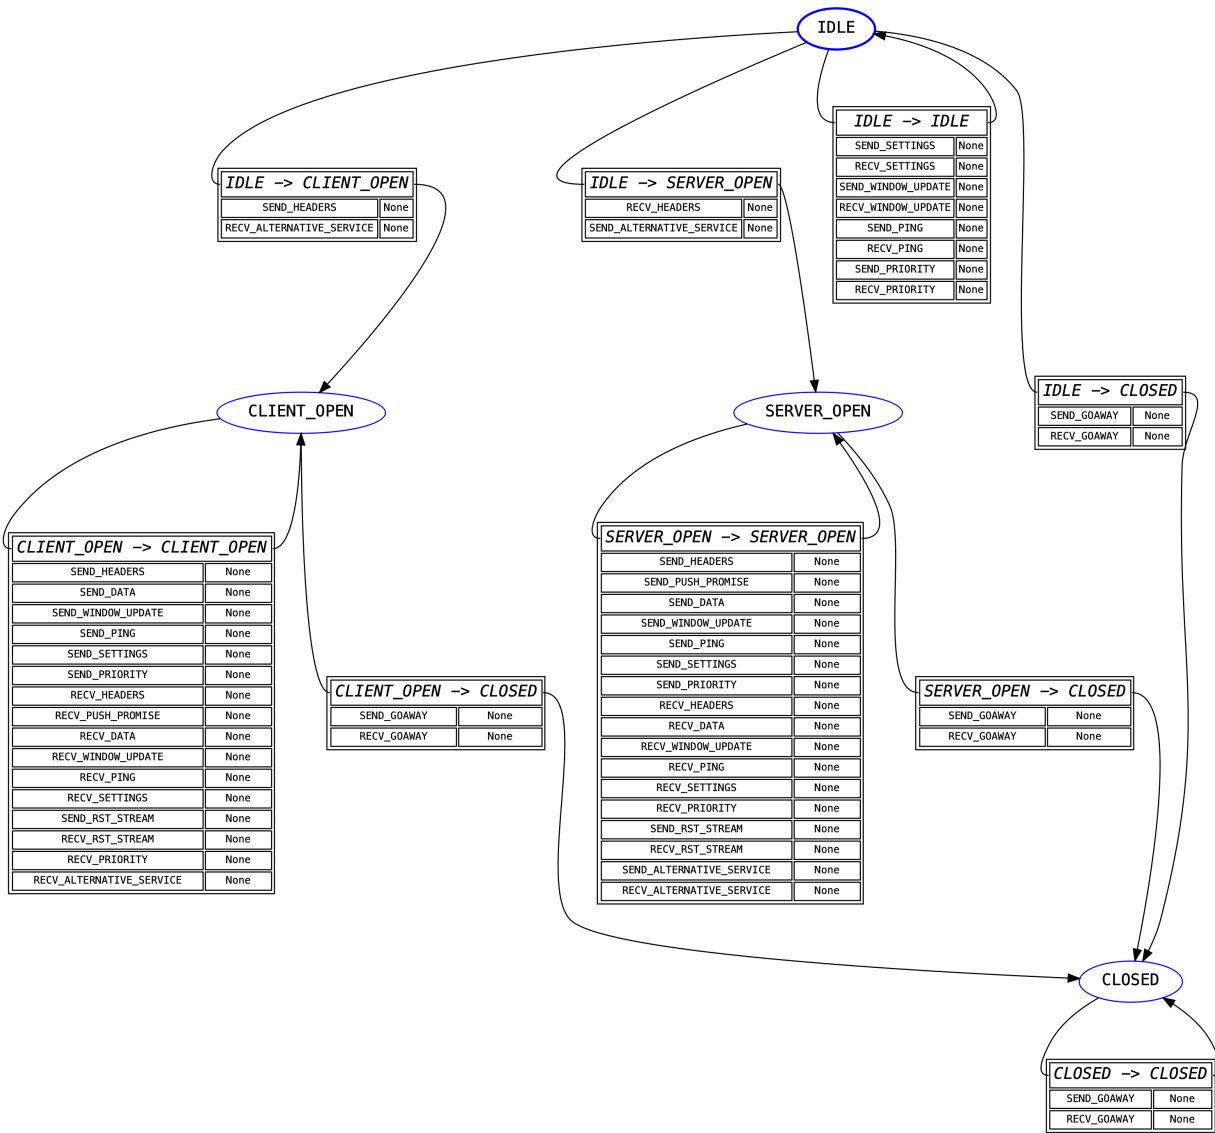 IDLE
IDLE -> IDLE
SEND_SETTINGS None
RECV_SETTINGS None
SEND_WINDOW_UPDATE None
RECV_WINDOW_UPDATE None
SEND_PING None
RECV_PING None
SEND_PRIORITY None
RECV_PRIORITY None
IDLE -> CLIENT_OPEN
SEND_HEADERS None
RECV_ALTERNATIVE_SERVICE None
IDLE -> SERVER_OPEN
RECV_HEADERS None
SEND_ALTERNATIVE_SERVICE None
IDLE -> CLOSED
SEND_GOAWAY None
RECV_GOAWAY None
CLIENT_OPEN
SERVER_OPEN
CLIENT_OPEN -> CLIENT_OPEN
SEND_HEADERS None
SEND_DATA None
SEND_WINDOW_UPDATE None
SEND_PING None
SEND_SETTINGS None
SEND_PRIORITY None
RECV_HEADERS None
RECV_PUSH_PROMISE None
RECV_DATA None
RECV_WINDOW_UPDATE None
RECV_PING None
RECV_SETTINGS None
SEND_RST_STREAM None
RECV_RST_STREAM None
RECV_PRIORITY None
RECV_ALTERNATIVE_SERVICE None
CLIENT_OPEN -> CLOSED
SEND_GOAWAY None
RECV_GOAWAY None
SERVER_OPEN -> SERVER_OPEN
SEND_HEADERS None
SEND_PUSH_PROMISE None
SEND_DATA None
SEND_WINDOW_UPDATE None
SEND_PING None
SEND_SETTINGS None
SEND_PRIORITY None
RECV_HEADERS None
RECV_DATA None
RECV_WINDOW_UPDATE None
RECV_PING None
RECV_SETTINGS None
RECV_PRIORITY None
SEND_RST_STREAM None
RECV_RST_STREAM None
SEND_ALTERNATIVE_SERVICE None
RECV_ALTERNATIVE_SERVICE None
SERVER_OPEN -> CLOSED
SEND_GOAWAY None
RECV_GOAWAY None
CLOSED
CLOSED -> CLOSED
SEND_GOAWAY None
RECV_GOAWAY None